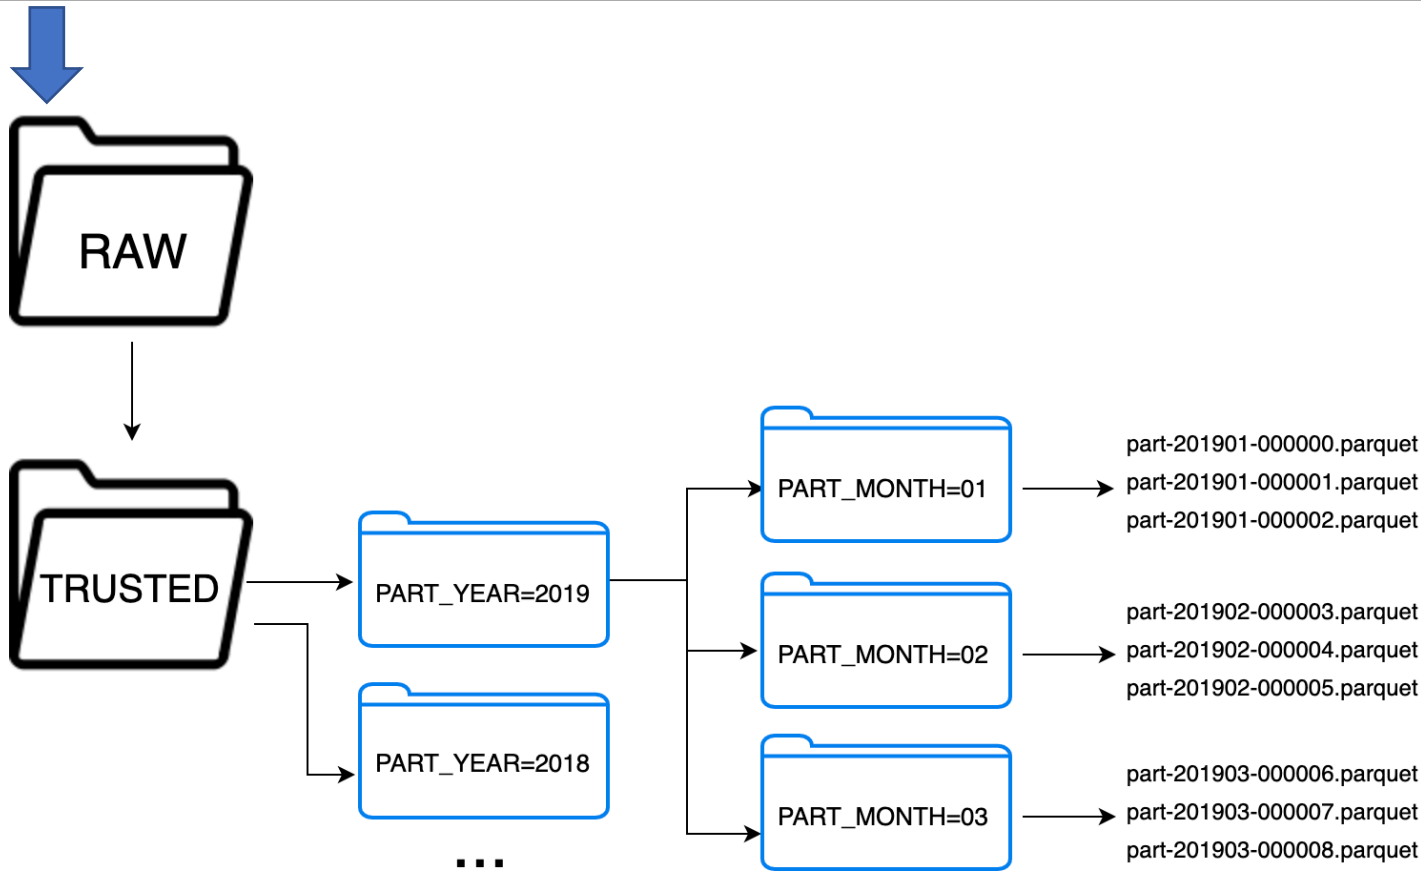 RAW
TRUSTED
PART_YEAR=2019
PART_YEAR=2018
...
PART_MONTH=01
part-201901-000000.parquet
part-201901-000001.parquet
part-201901-000002.parquet
PART_MONTH=02
part-201902-000003.parquet
part-201902-000004.parquet
part-201902-000005.parquet
PART_MONTH=03
part-201903-000006.parquet
part-201903-000007.parquet
part-201903-000008.parquet